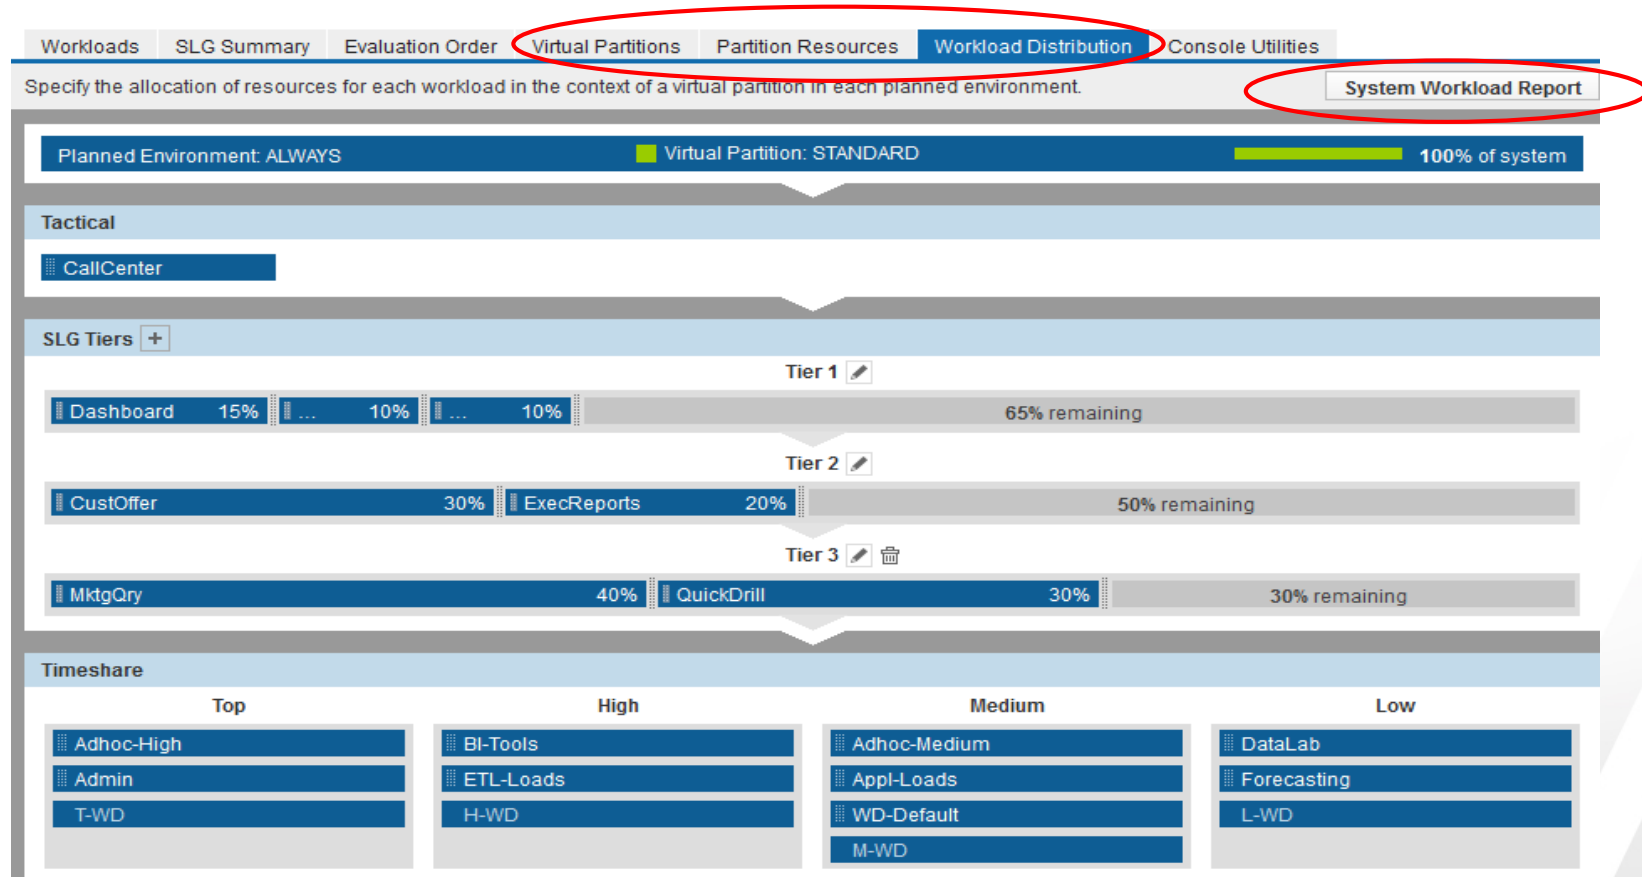 Workloads SLG Summary Evaluation Order Virtual Partitions Partition Resources Workload Distribution Console Utilities
Specify the allocation of resources for each workload in the context of a virtual partition in each planned environment. System Workload Report
Planned Environment: ALWAYS Virtual Partition: STANDARD 100% of system
Tactical
CallCenter
SLG Tiers +
Tier 1
Dashboard 15% ... 10% ... 10% 65% remaining
Tier 2
CustOffer 30% ExecReports 20% 50% remaining
Tier 3
MktgQry 40% QuickDrill 30% 30% remaining
Timeshare
Top High Medium Low
Adhoc-High BI-Tools Adhoc-Medium DataLab
Admin ETL-Loads Appl-Loads Forecasting
T-WD H-WD WD-Default L-WD
M-WD